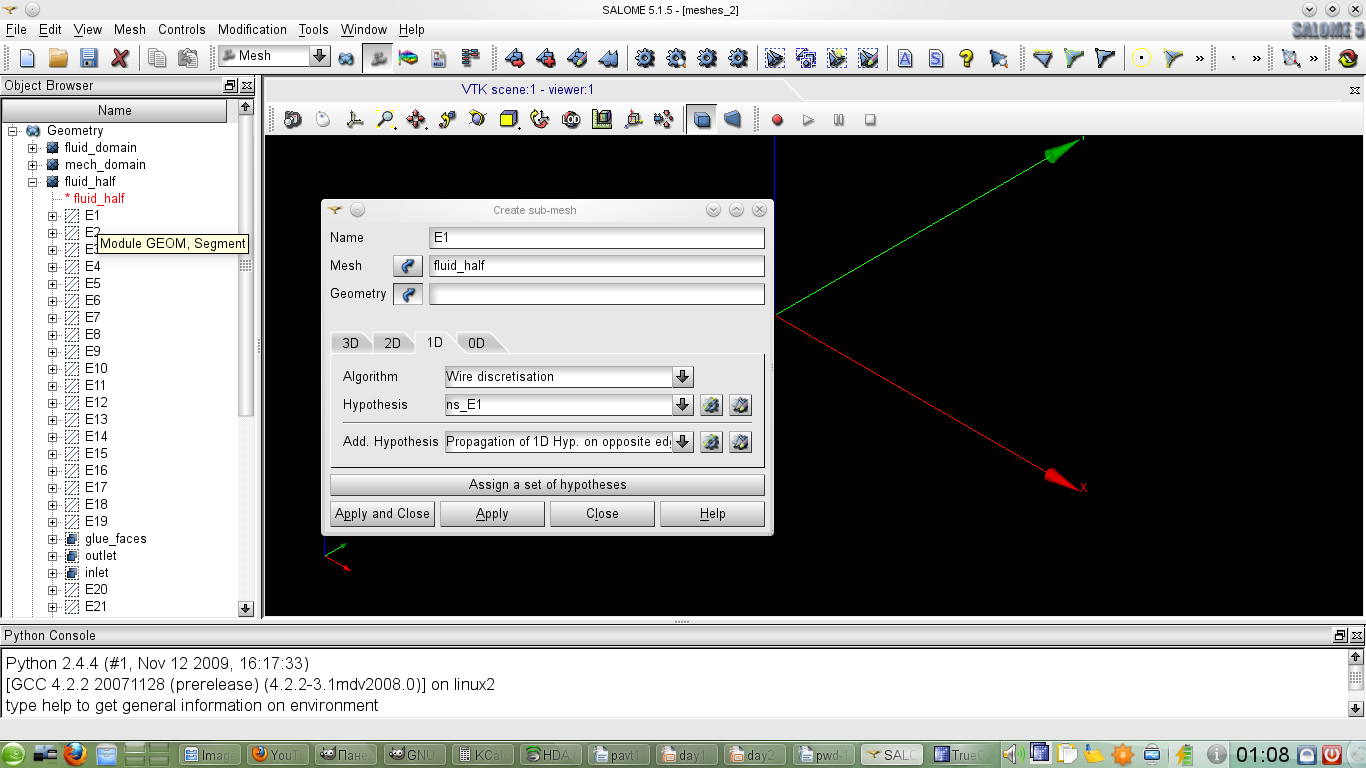 SALOME 5.1.5 - [meshes_2]
File Edit View Mesh Controls Modification Tools Window Help
SALOME 5
Mesh
Object Browser
VTK scene:1 - viewer:1
Name
Geometry
fluid_domain
mech_domain
fluid_half
* fluid_half
E1
E2
Module GEOM, Segment
E4
E5
E6
E7
E8
E9
E10
E11
E12
E13
E14
E15
E16
E17
E18
E19
glue_faces
outlet
inlet
E20
E21
Create sub-mesh
Name E1
Mesh fluid_half
Geometry
3D 2D 1D 0D
Algorithm Wire discretisation
Hypothesis ns_E1
Add. Hypothesis Propagation of 1D Hyp. on opposite ed
Assign a set of hypotheses
Apply and Close Apply Close Help
X
Python Console
Python 2.4.4 (#1, Nov 12 2009, 16:17:33)
[GCC 4.2.2 20071128 (prerelease) (4.2.2-3.1mdv2008.0)] on linux2
type help to get general information on environment
Imag YouT Пане GNU KCal HDA pavt1 day1 day2 pwd-1 SALC TrueC 01:08